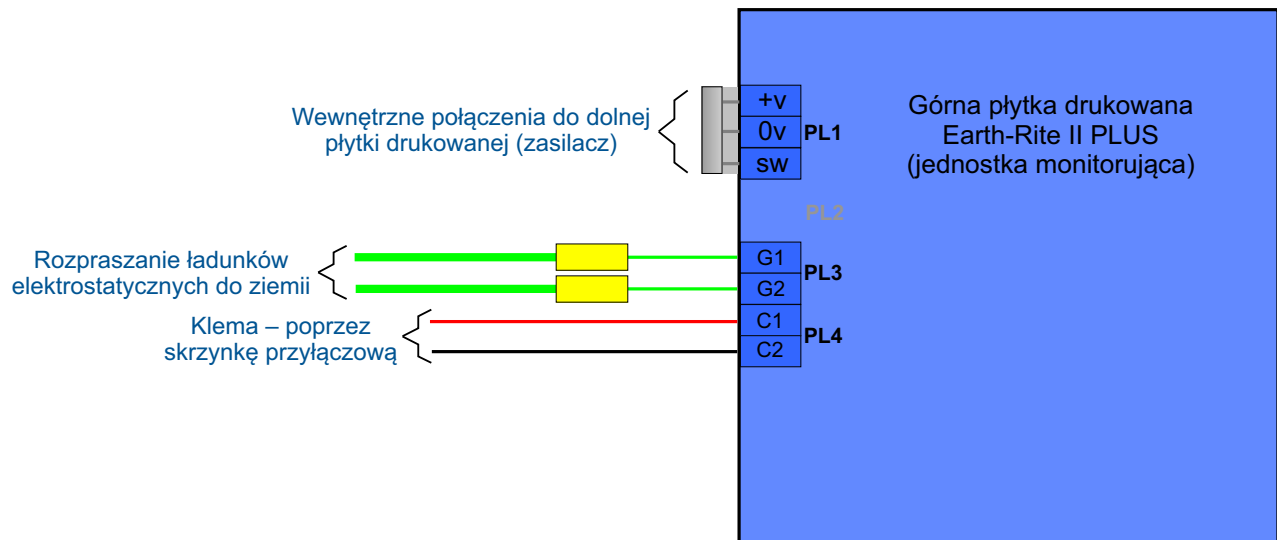 Wewnętrzne połączenia do dolnej
płytki drukowanej (zasilacz)
+v
0v
sw
PL1
Górna płytka drukowana
Earth-Rite II PLUS
(jednostka monitorująca)
PL2
Rozpraszanie ładunków
elektrostatycznych do ziemii
G1
G2
PL3
Klema – poprzez
skrzynkę przyłączową
C1
C2
PL4